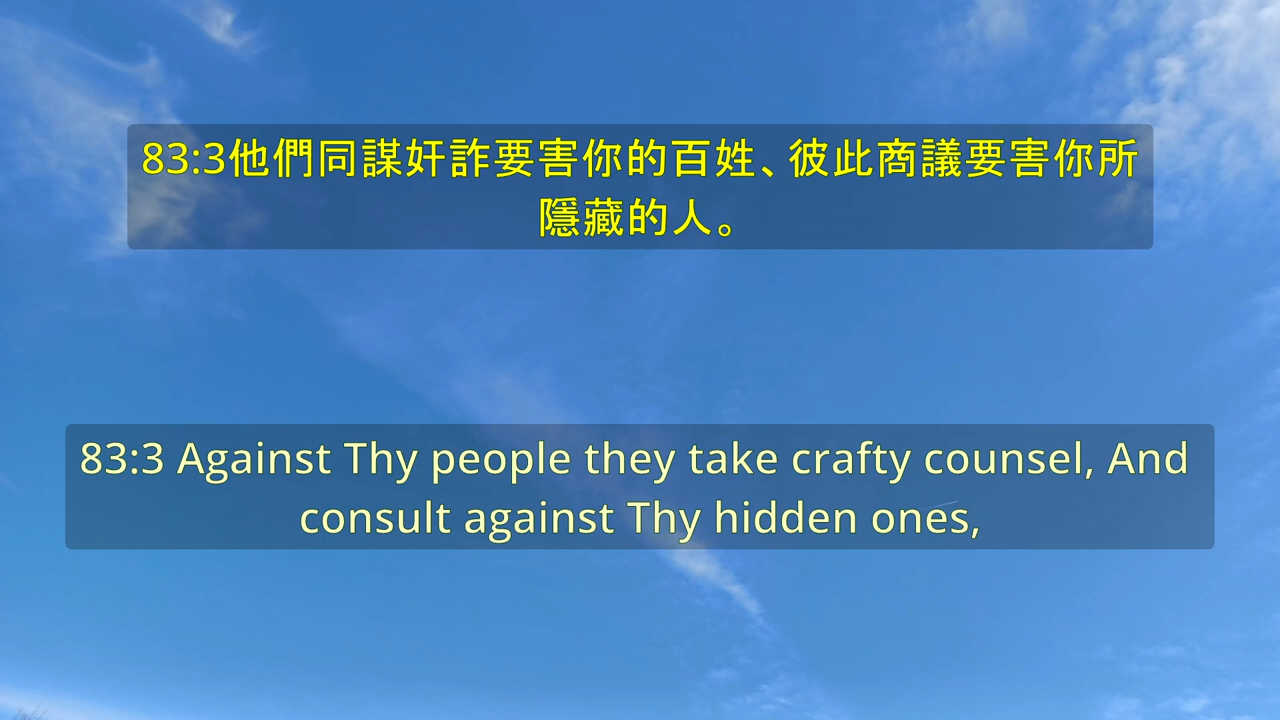 83:3他們同謀奸詐要害你的百姓、彼此商議要害你所
隱藏的人。
83:3 Against Thy people they take crafty counsel, And
consult against Thy hidden ones,